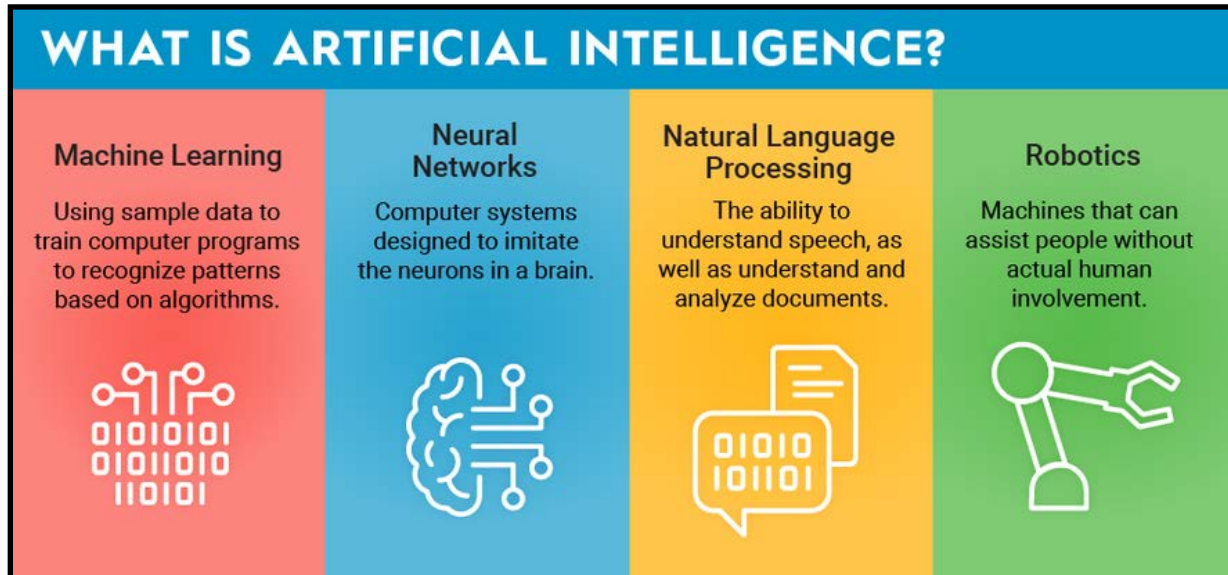 WHAT IS ARTIFICIAL INTELLIGENCE?
Machine Learning
Using sample data to
train computer programs
to recognize patterns
based on algorithms.
01010101
01011010
110101
Neural
Networks
Computer systems
designed to imitate
the neurons in a brain.
Natural Language
Processing
The ability to
understand speech, as
well as understand and
analyze documents.
01010
101101
Robotics
Machines that can
assist people without
actual human
involvement.